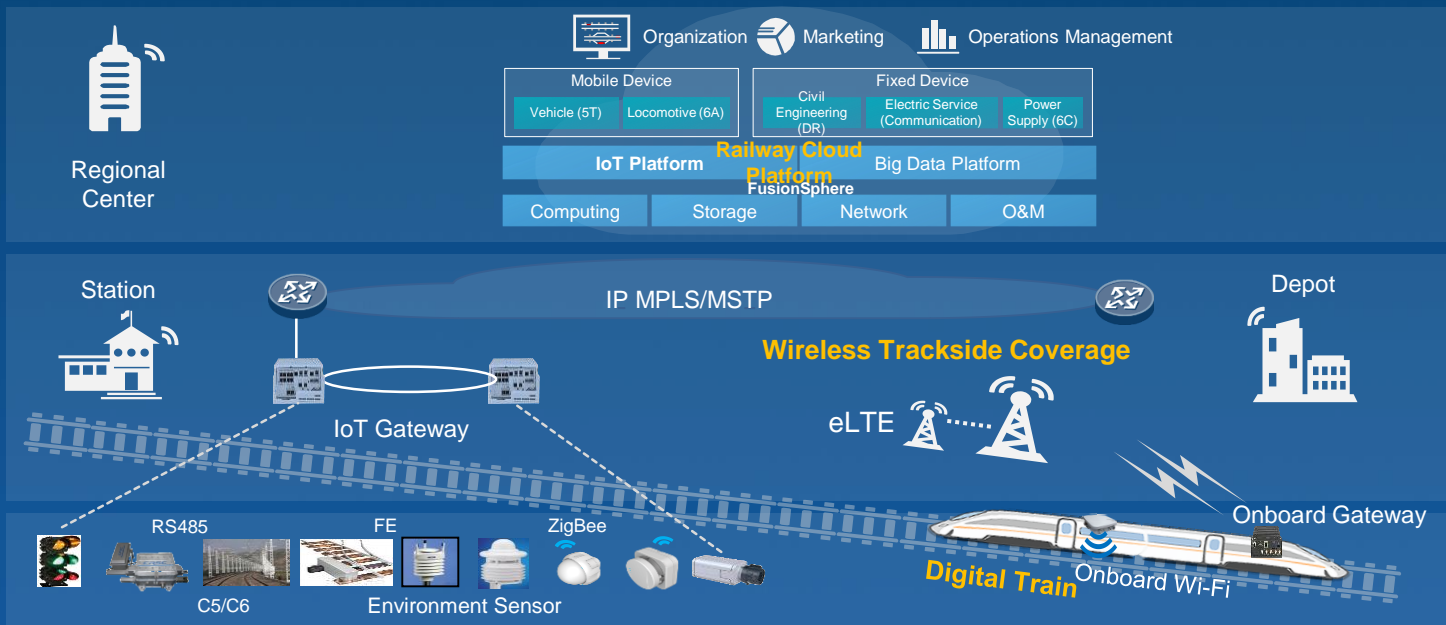 Organization
Marketing
Operations Management
Mobile Device
Fixed Device
Vehicle (5T)
Locomotive (6A)
Civil
Engineering
(DR)
Electric Service
(Communication)
Power
Supply (6C)
IoT Platform
Railway Cloud
Platform
Big Data Platform
FusionSphere
Computing
Storage
Network
O&M
Regional
Center
Station
IP MPLS/MSTP
Depot
Wireless Trackside Coverage
eLTE
IoT Gateway
RS485
FE
ZigBee
Onboard Gateway
C5/C6
Environment Sensor
Digital Train
Onboard Wi-Fi